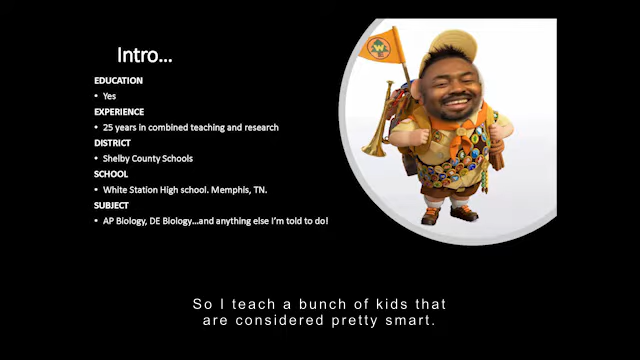 Intro...
EDUCATION
• Yes
EXPERIENCE
• 25 years in combined teaching and research
DISTRICT
• Shelby County Schools
SCHOOL
• White Station High school. Memphis, TN.
SUBJECT
• AP Biology, DE Biology...and anything else I'm told to do!
W
So I teach a bunch of kids that
are considered pretty smart.